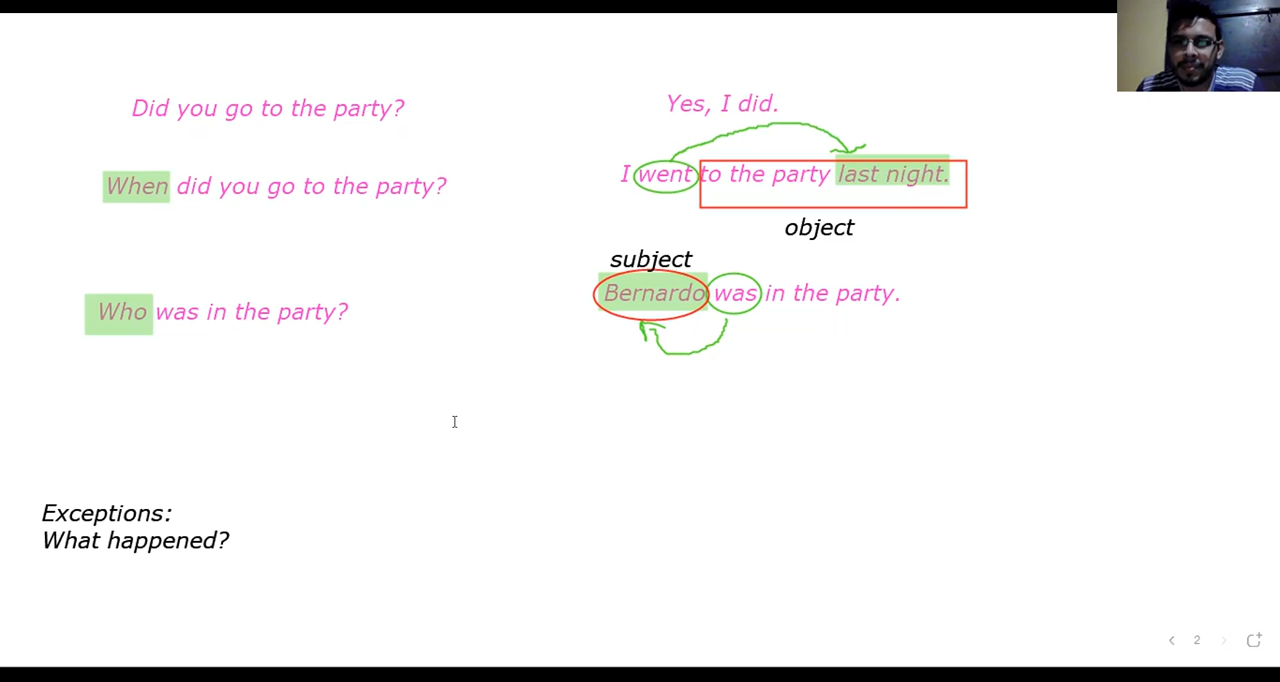 Did you go to the party?
Yes, I did.
When did you go to the party?
I went to the party last night.
object
subject
Who was in the party?
Bernardo was in the party.
Exceptions:
What happened?
2